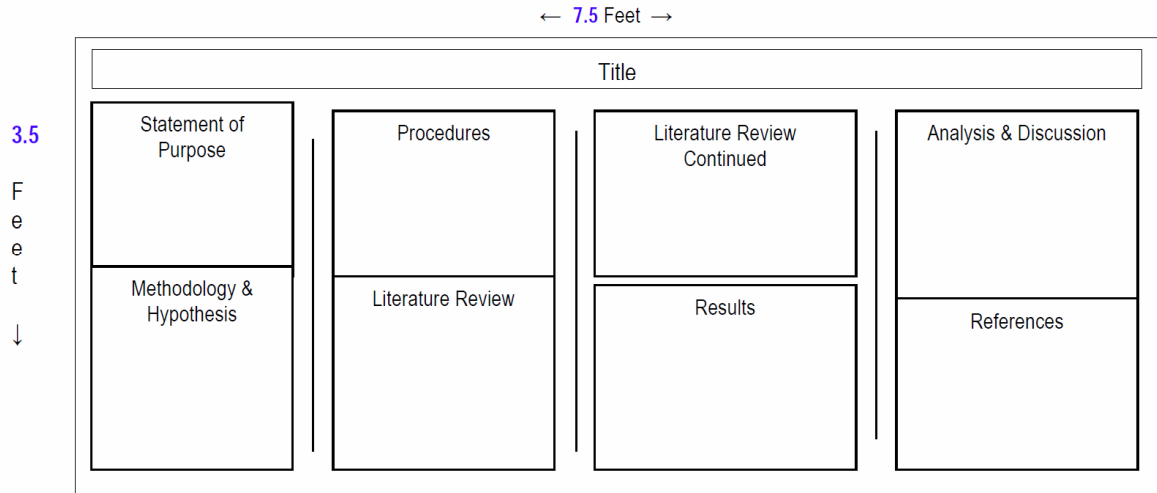 ← 7.5 Feet →
Title
3.5
F
e
e
t
↓
Statement of
Purpose
Methodology &
Hypothesis
Procedures
Literature Review
Literature Review
Continued
Results
Analysis & Discussion
References